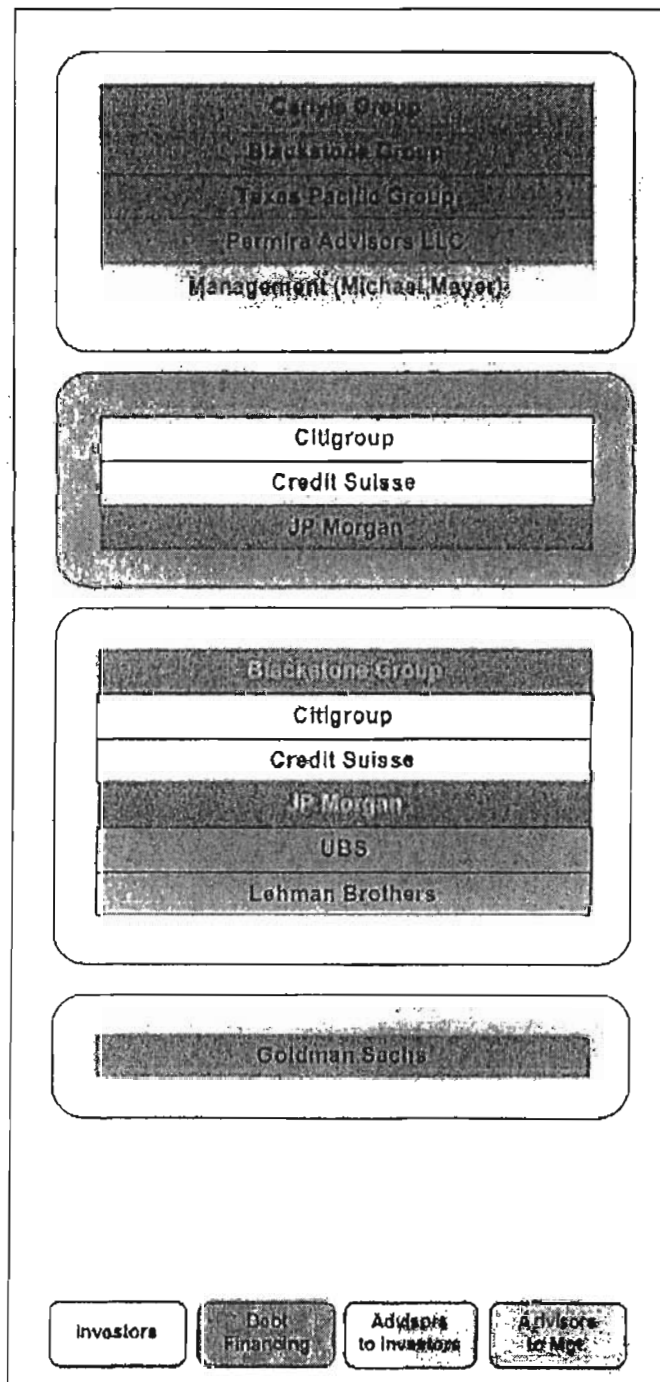 Carlyle Group
Blackstone Group
Texas Pacific Group
Permira Advisors LLC
Management (Michael Mayer)
Citigroup
Credit Suisse
JP Morgan
Blackstone Group
Citigroup
Credit Suisse
JP Morgan
UBS
Lehman Brothers
Goldman Sachs
Investors
Debt
Financing
Advisors
to Investors
Advisors
to Mgt